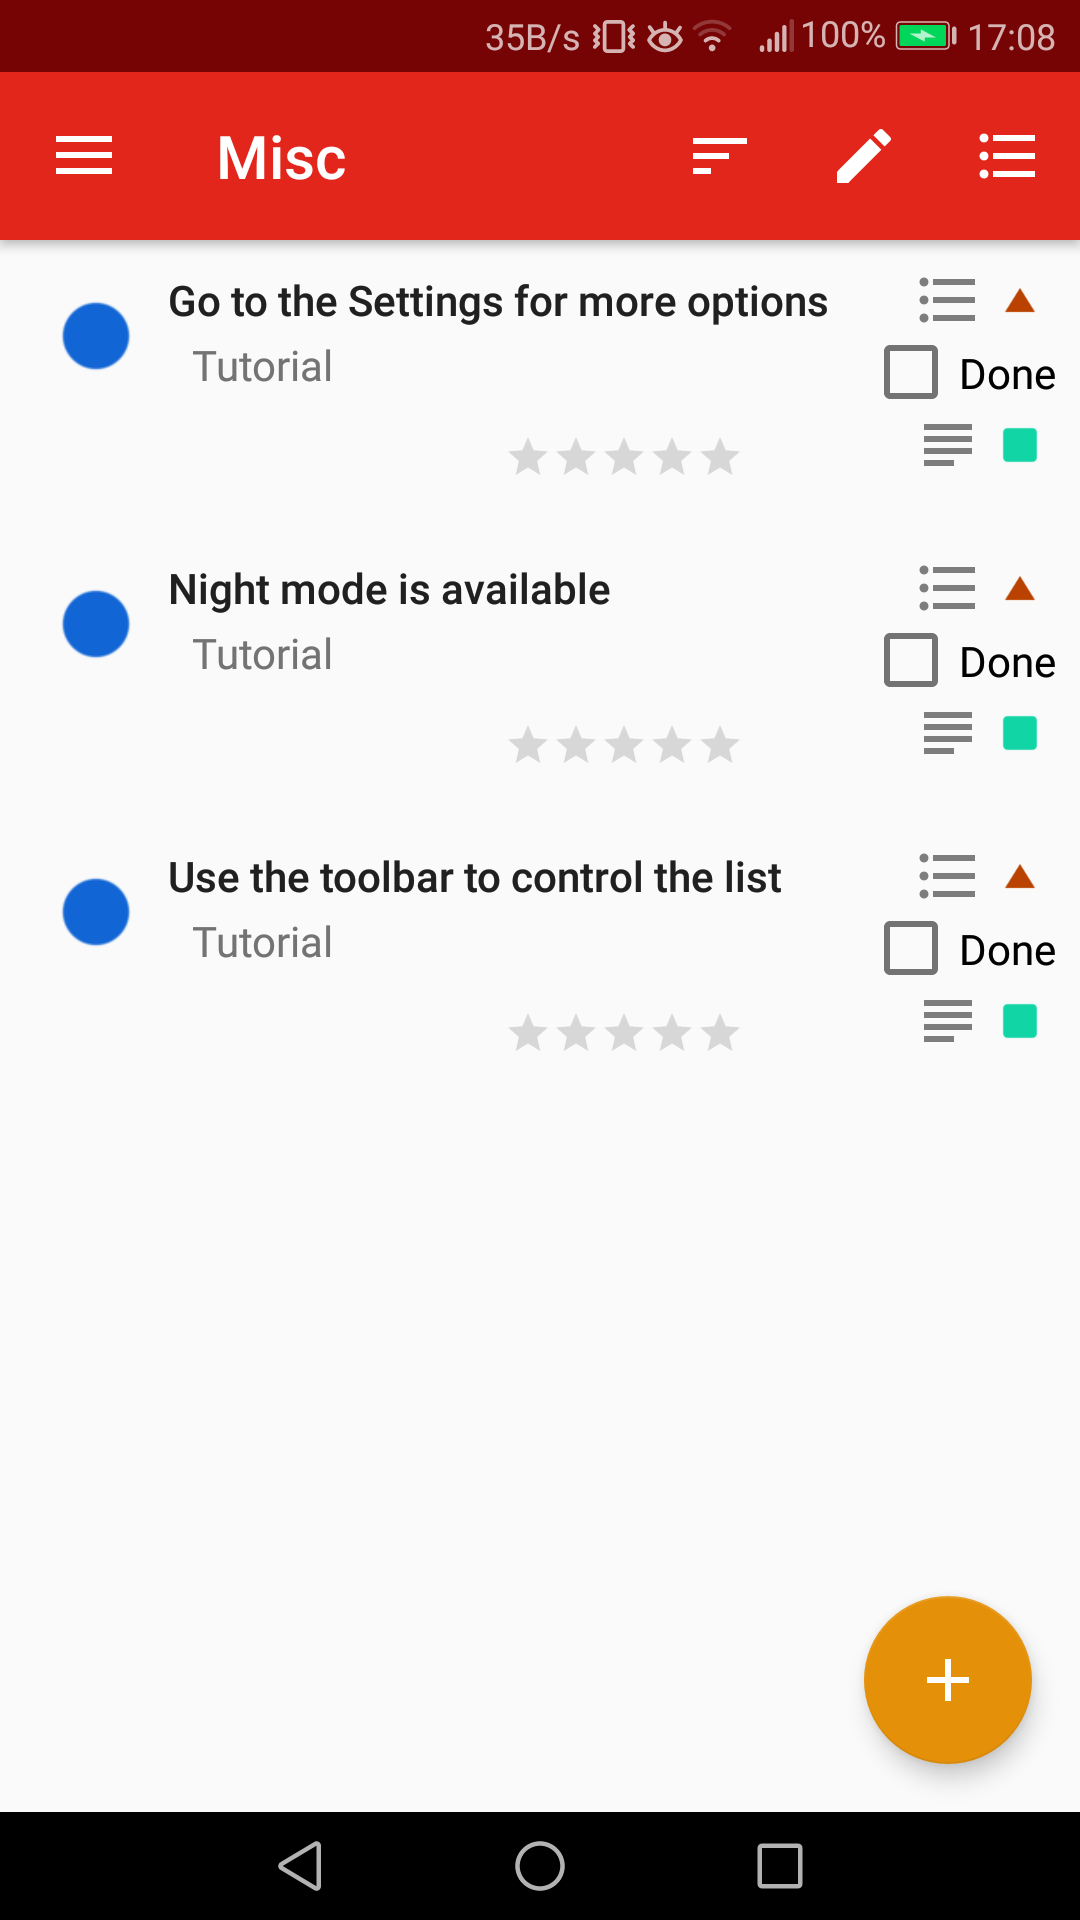 35B/s 100% 17:08
Misc
Go to the Settings for more options
Tutorial
Done
Night mode is available
Tutorial
Done
Use the toolbar to control the list
Tutorial
Done